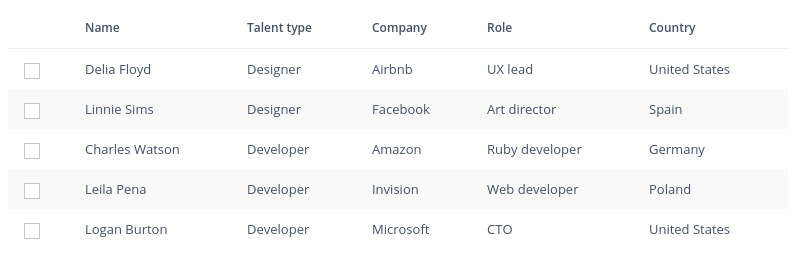 Name Talent type Company Role Country
Delia Floyd Designer Airbnb UX lead United States
Linnie Sims Designer Facebook Art director Spain
Charles Watson Developer Amazon Ruby developer Germany
Leila Pena Developer Invision Web developer Poland
Logan Burton Developer Microsoft CTO United States